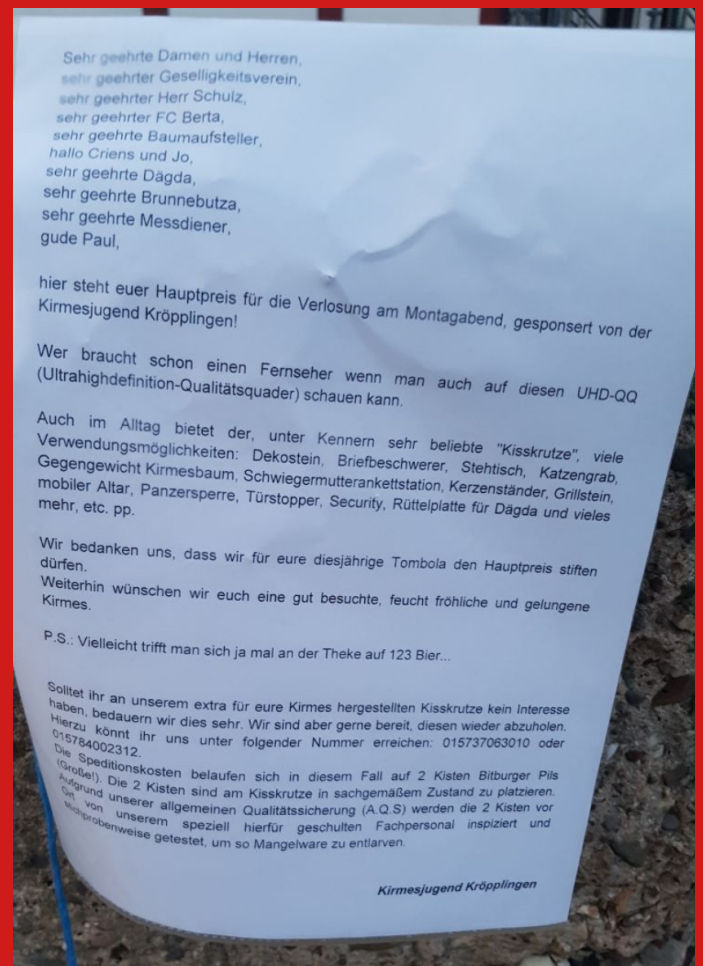 Sehr geehrte Damen und Herren,
sehr geehrter Geselligkeitsverein,
sehr geehrter Herr Schulz,
sehr geehrter FC Berta,
sehr geehrte Baumaufsteller,
hallo Criens und Jo,
sehr geehrte Dägda,
sehr geehrte Brunnebutza,
sehr geehrte Messdiener,
gude Paul,
hier steht euer Hauptpreis für die Verlosung am Montagabend, gesponsert von der
Kirmesjugend Kröpplingen!
Wer braucht schon einen Fernseher wenn man auch auf diesen UHD-QQ
(Ultrahighdefinition-Qualitätsquader) schauen kann.
Auch im Alltag bietet der, unter Kennern sehr beliebte "Kisskrutze", viele
Verwendungsmöglichkeiten: Dekostein, Briefbeschwerer, Stehtisch, Katzengrab,
Gegengewicht Kirmesbaum, Schwiegermutterankettstation, Kerzenständer, Grillstein,
mobiler Altar, Panzersperre, Türstopper, Security, Rüttelplatte für Dägda und vieles
mehr, etc. pp.
Wir bedanken uns, dass wir für eure diesjährige Tombola den Hauptpreis stiften
dürfen.
Weiterhin wünschen wir euch eine gut besuchte, feucht fröhliche und gelungene
Kirmes.
P.S.: Vielleicht trifft man sich ja mal an der Theke auf 123 Bier...
Solltet ihr an unserem extra für eure Kirmes hergestellten Kisskrutze kein Interesse
haben, bedauern wir dies sehr. Wir sind aber gerne bereit, diesen wieder abzuholen.
Hierzu könnt ihr uns unter folgender Nummer erreichen: 015737063010 oder
015784002312.
Die Speditionskosten belaufen sich in diesem Fall auf 2 Kisten Bitburger Pils
(Große!). Die 2 Kisten sind am Kisskrutze in sachgemäßem Zustand zu platzieren.
Aufgrund unserer allgemeinen Qualitätssicherung (A.Q.S) werden die 2 Kisten vor
Ort von unserem speziell hierfür geschulten Fachpersonal inspiziert und
stichprobenweise getestet, um so Mangelware zu entlarven.
Kirmesjugend Kröpplingen